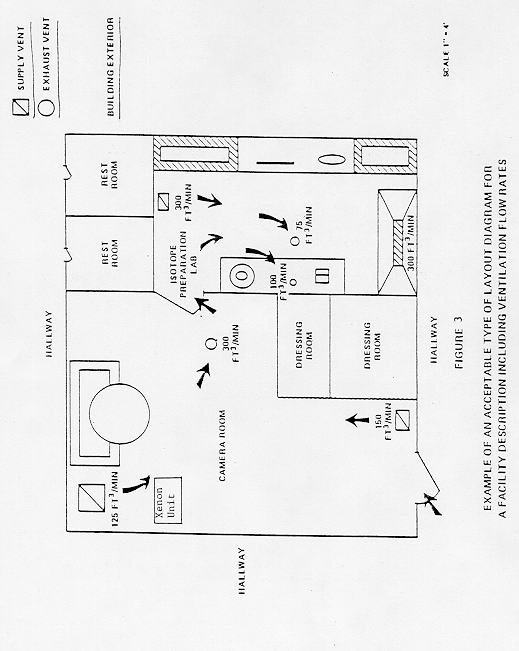 SUPPLY VENT
EXHAUST VENT
BUILDING EXTERIOR
HALLWAY
REST
ROOM
REST
ROOM
300
FT³/MIN
ISOTOPE
PREPARATION
LAB
75
FT³/MIN
100
FT³/MIN
300 FT³/MIN
300
FT³/MIN
DRESSING
ROOM
DRESSING
ROOM
CAMERA ROOM
125 FT³/MIN
Xenon
Unit
150
FT³/MIN
HALLWAY
HALLWAY
SCALE 1" = 4'
FIGURE 3
EXAMPLE OF AN ACCEPTABLE TYPE OF LAYOUT DIAGRAM FOR
A FACILITY DESCRIPTION INCLUDING VENTILATION FLOW RATES